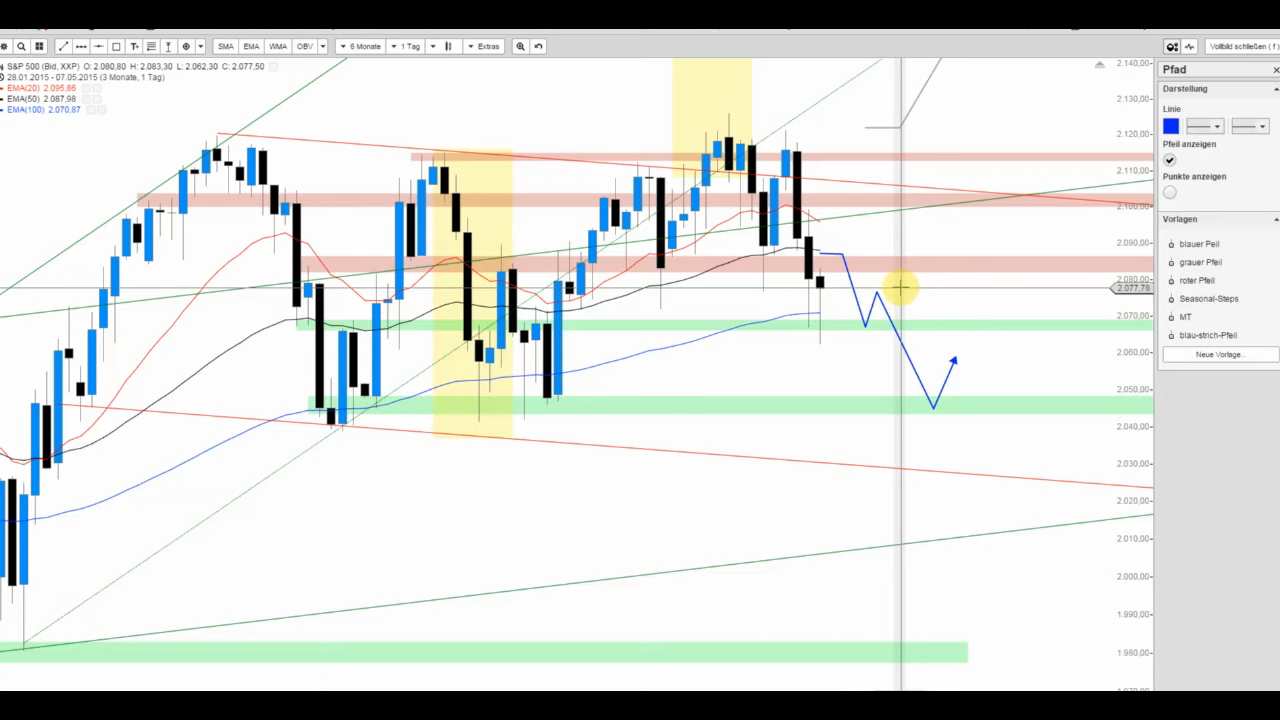 SMA EMA WMA OBV 6 Monate 1 Tag Extras Vollbild schließen ( f )
S&P 500 (Bid, XXP) O: 2.080,80 H: 2.083,30 L: 2.062,30 C: 2.077,50
28.01.2015 - 07.05.2015 (3 Monate, 1 Tag)
EMA(20) 2.095,86
EMA(50) 2.087,98
EMA(100) 2.070,87
2.140,00
2.130,00
2.120,00
2.110,00
2.100,00
2.090,00
2.080,00
2.077,78
2.070,00
2.060,00
2.050,00
2.040,00
2.030,00
2.020,00
2.010,00
2.000,00
1.990,00
1.980,00
Pfad
Darstellung
Linie
Pfeil anzeigen
Punkte anzeigen
Vorlagen
blauer Peil
grauer Pfeil
roter Pfeil
Seasonal-Steps
MT
blau-strich-Pfeil
Neue Vorlage...